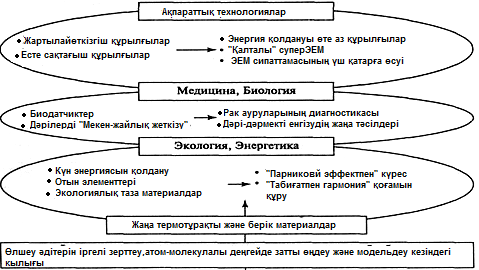 Ақпараттық технологиялар
• Жартылайөткізгіш құрылғылар
• Есте сақтағыш құрылғылар
• Энергия қолдануы өте аз құрылғылар
• "Қалталы" суперЭЕМ
• ЭЕМ сипаттамасының үш қатарға өсуі
Медицина, Биология
• Биодатчиктер
• Дәрілерді "Мекен-жайлық жеткізу"
• Рак ауруларының диагностикасы
• Дәрі-дәрмекті енгізудің жаңа тәсілдері
Экология, Энергетика
• Күн энергиясын қолдану
• Отын элементтері
• Экологиялық таза материалдар
• "Парниковй эффектпен" күрес
• "Табиғатпен гармония" қоғамын
құру
Жаңа термотұрақты және берік материалдар
Өлшеу әдітерін іргелі зерттеу,атом-молекулалы деңгейде затты өңдеу және модельдеу кезіндегі
кылығы